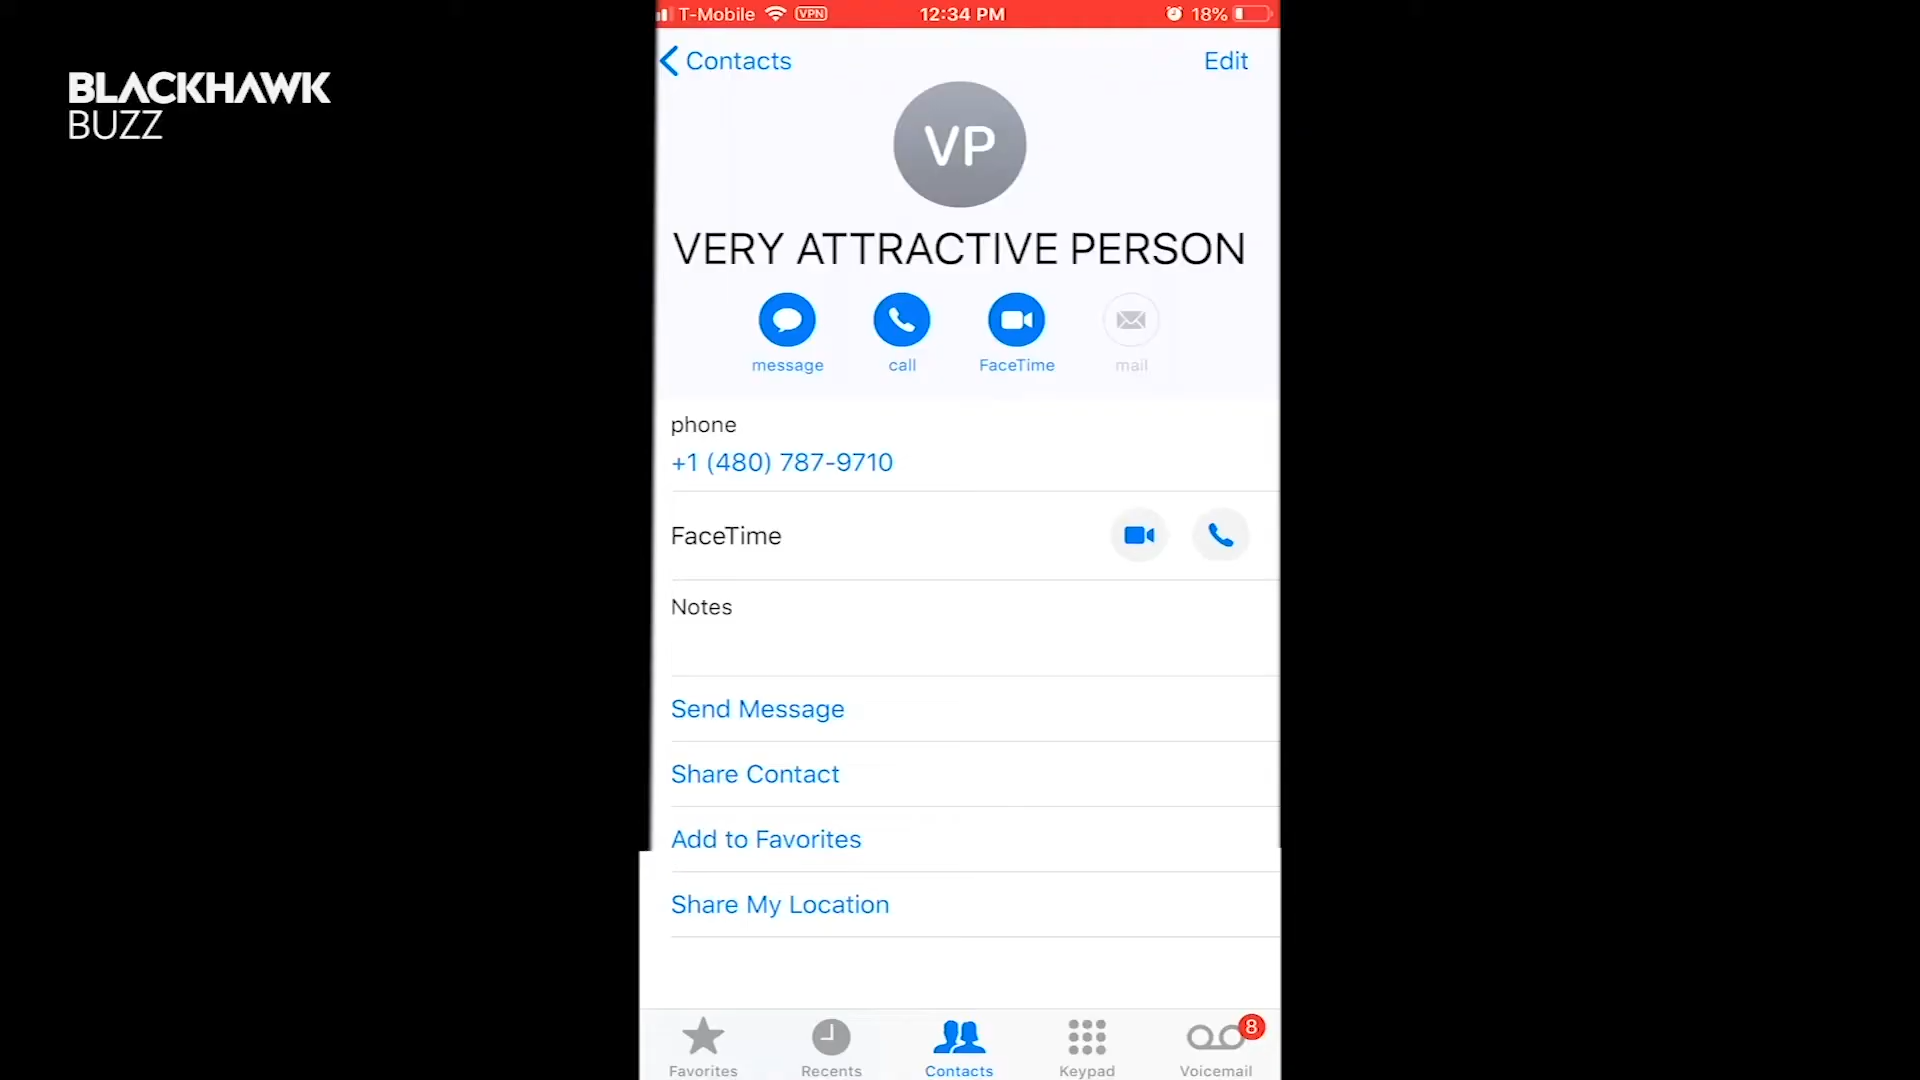 T-Mobile VPN 12:34 PM 18%
BLACKHAWK
BUZZ
Contacts Edit
VP
VERY ATTRACTIVE PERSON
message call FaceTime mail
phone
+1 (480) 787-9710
FaceTime
Notes
Send Message
Share Contact
Add to Favorites
Share My Location
8
Favorites Recents Contacts Keypad Voicemail